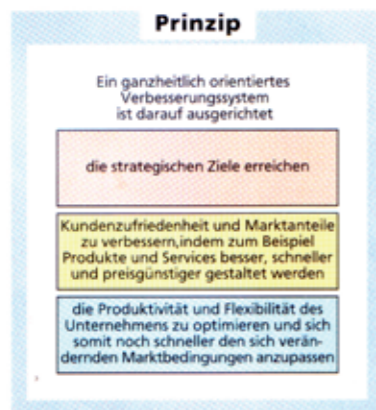 Prinzip
Ein ganzheitlich orientiertes
Verbesserungssystem
ist darauf ausgerichtet
die strategischen Ziele erreichen
Kundenzufriedenheit und Marktanteile
zu verbessern,indem zum Beispiel
Produkte und Services besser, schneller
und preisgünstiger gestaltet werden
die Produktivität und Flexibilität des
Unternehmens zu optimieren und sich
somit noch schneller den sich verän-
dernden Marktbedingungen anzupassen